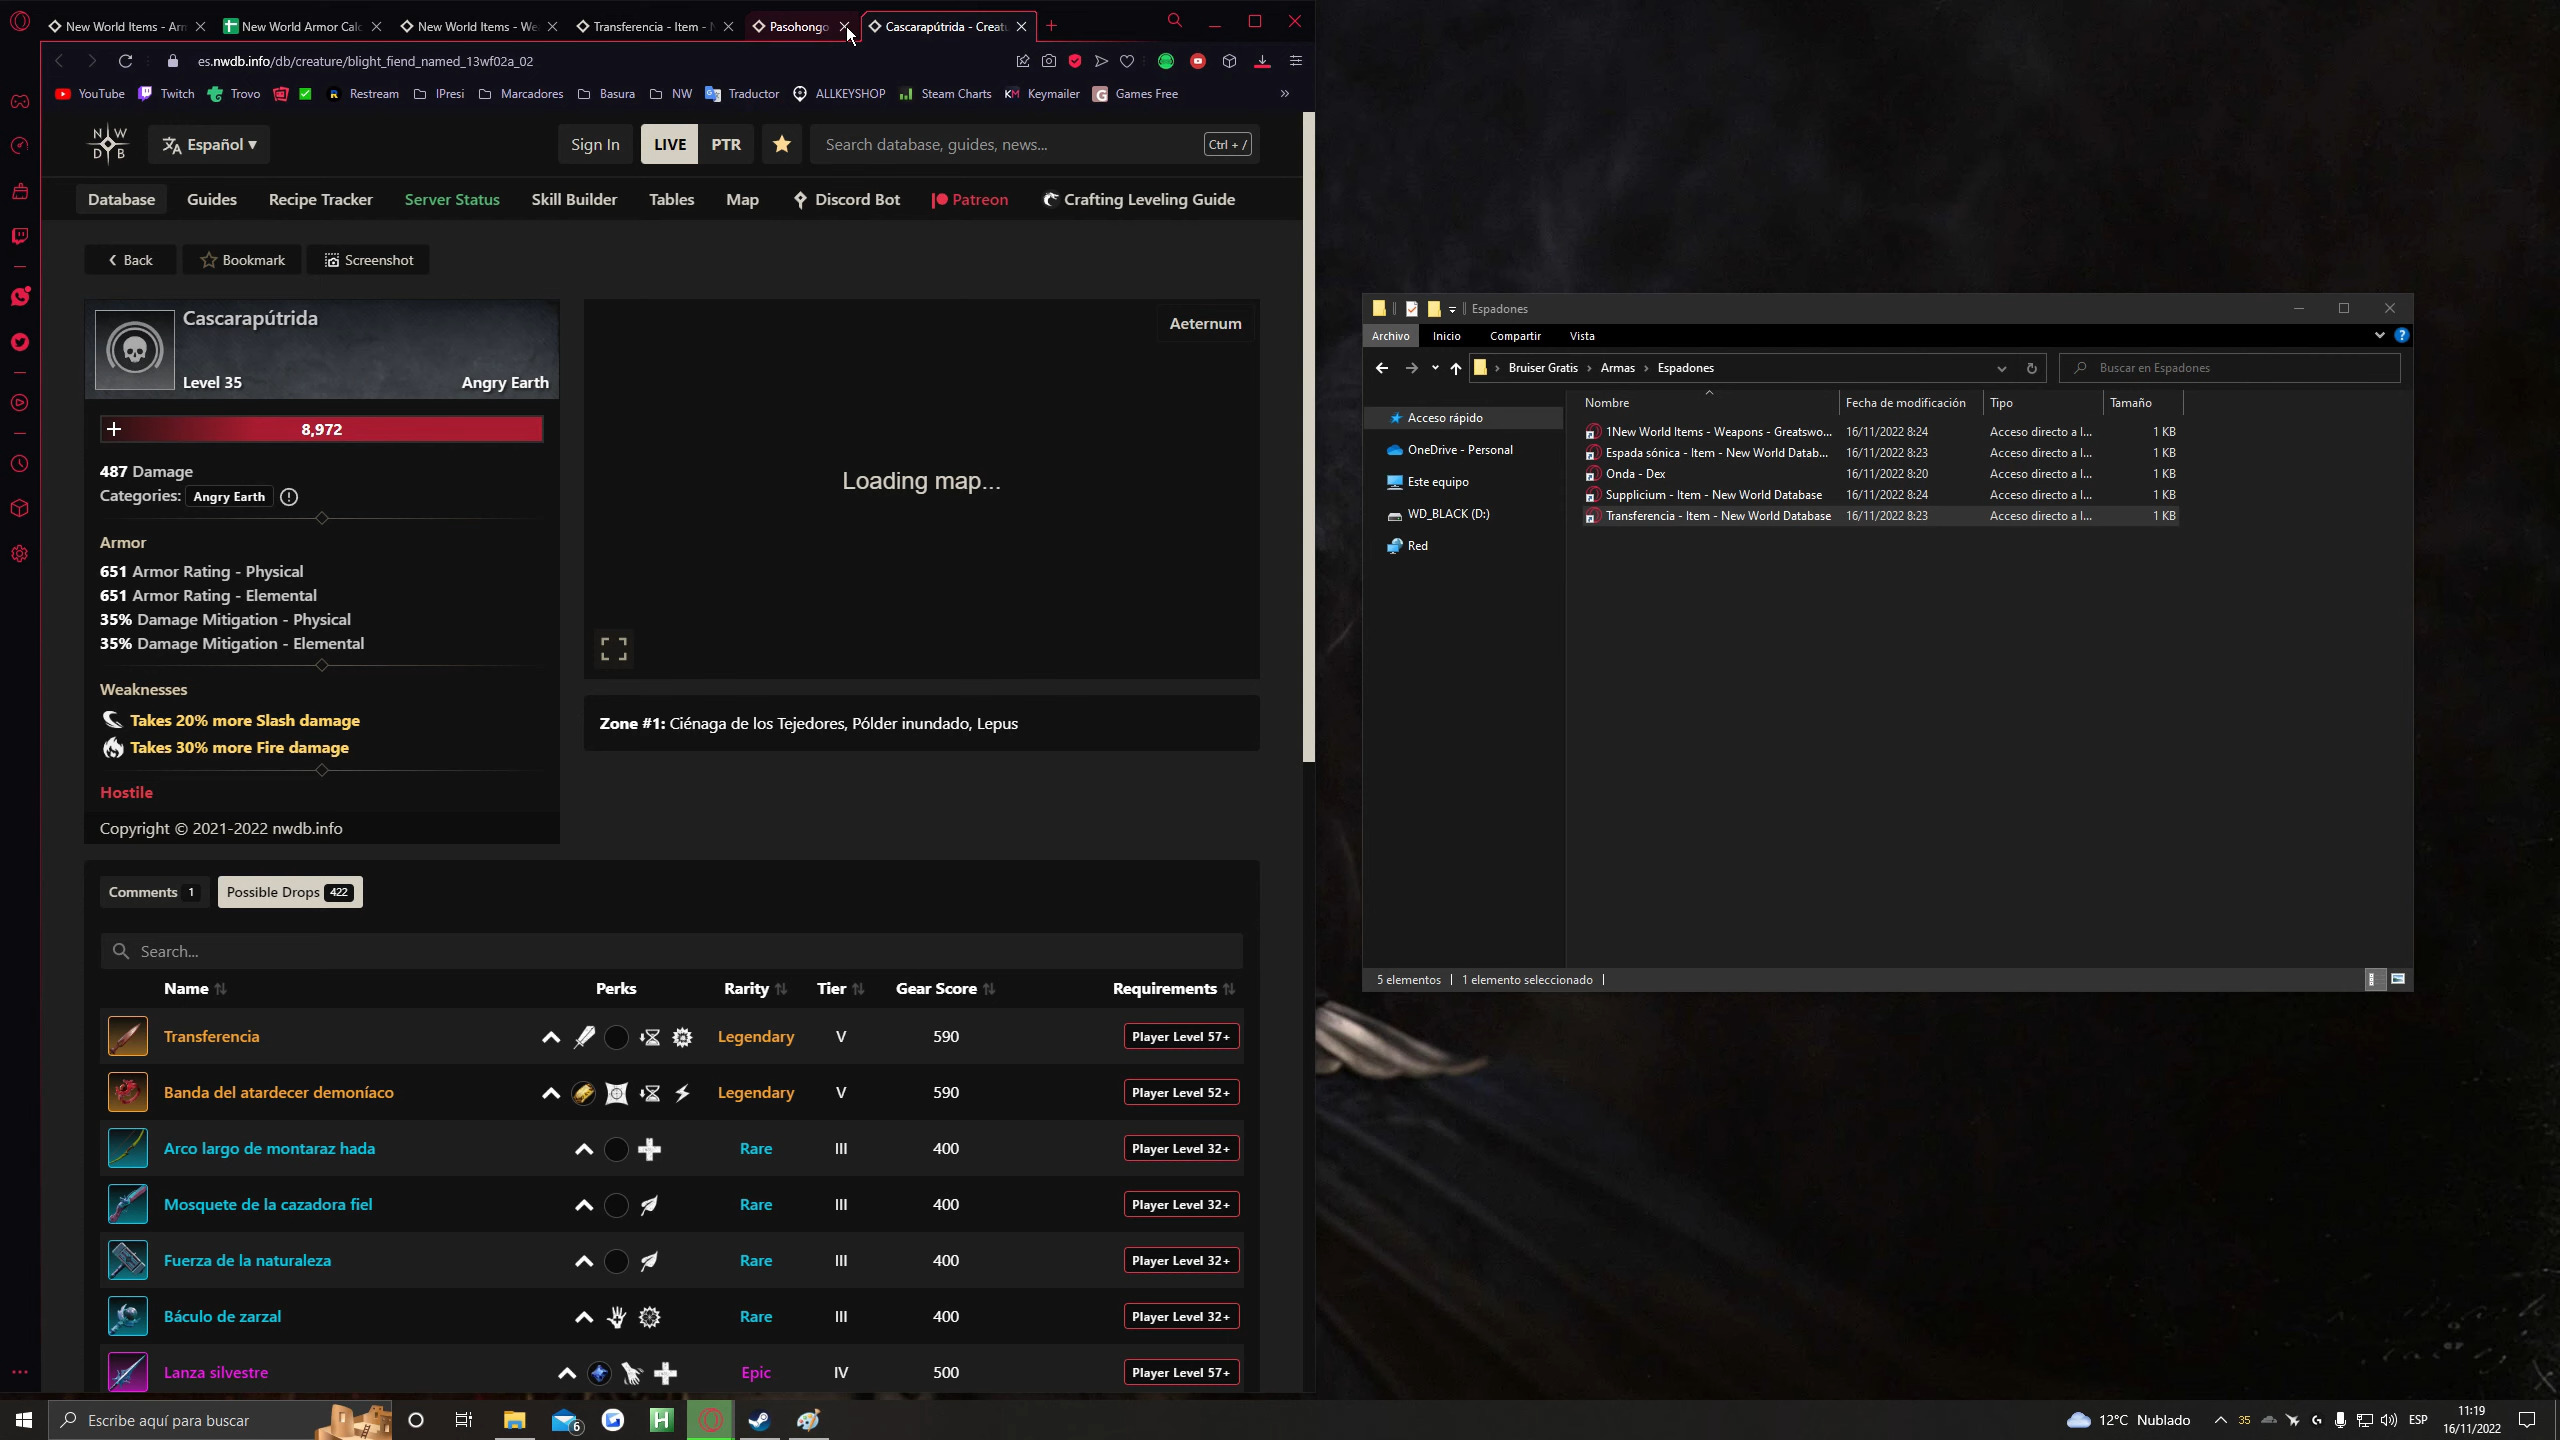 New World Items - Arm
New World Armor Calc
New World Items - We
Transferencia - Item - N
Pasohongo
Cascarapútrida - Creatu
es.nwdb.info/db/creature/blight_fiend_named_13wf02a_02
YouTube Twitch Trovo Restream IPresi Marcadores Basura NW Traductor ALLKEYSHOP Steam Charts KM Keymailer Games Free »
N W D B
Español ▾
Sign In
LIVE PTR
Search database, guides, news...
Ctrl + /
Database Guides Recipe Tracker Server Status Skill Builder Tables Map Discord Bot Patreon Crafting Leveling Guide
Back Bookmark Screenshot
Cascarapútrida
Level 35 Angry Earth
8,972
487 Damage
Categories: Angry Earth
Armor
651 Armor Rating - Physical
651 Armor Rating - Elemental
35% Damage Mitigation - Physical
35% Damage Mitigation - Elemental
Weaknesses
Takes 20% more Slash damage
Takes 30% more Fire damage
Hostile
Copyright © 2021-2022 nwdb.info
Aeternum
Loading map...
Zone #1: Ciénaga de los Tejedores, Pólder inundado, Lepus
Comments 1 Possible Drops 422
Search...
Name Perks Rarity Tier Gear Score Requirements
Transferencia Legendary V 590 Player Level 57+
Banda del atardecer demoníaco Legendary V 590 Player Level 52+
Arco largo de montaraz hada Rare III 400 Player Level 32+
Mosquete de la cazadora fiel Rare III 400 Player Level 32+
Fuerza de la naturaleza Rare III 400 Player Level 32+
Báculo de zarzal Rare III 400 Player Level 32+
Lanza silvestre Epic IV 500 Player Level 57+
Espadones
Archivo Inicio Compartir Vista
Bruiser Gratis › Armas › Espadones
Buscar en Espadones
Acceso rápido
OneDrive - Personal
Este equipo
WD_BLACK (D:)
Red
Nombre Fecha de modificación Tipo Tamaño
1New World Items - Weapons - Greatswo... 16/11/2022 8:24 Acceso directo a I... 1 KB
Espada sónica - Item - New World Datab... 16/11/2022 8:23 Acceso directo a I... 1 KB
Onda - Dex 16/11/2022 8:20 Acceso directo a I... 1 KB
Supplicium - Item - New World Database 16/11/2022 8:24 Acceso directo a I... 1 KB
Transferencia - Item - New World Database 16/11/2022 8:23 Acceso directo a I... 1 KB
5 elementos 1 elemento seleccionado
Escribe aquí para buscar
6
H
12°C Nublado
35
ESP
11:19
16/11/2022